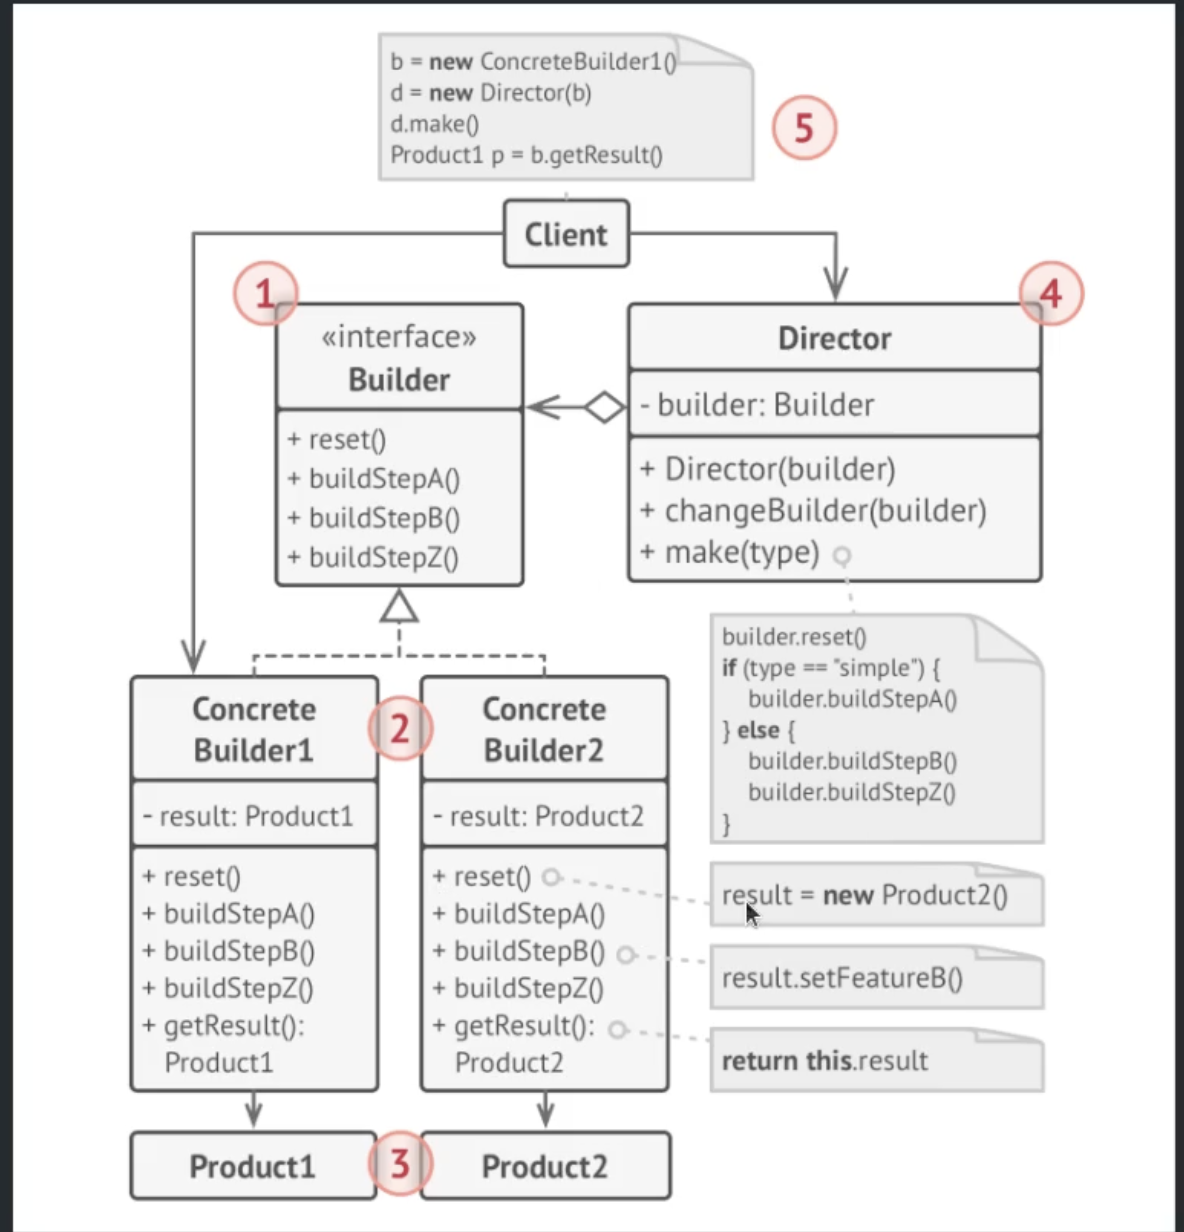 b = new ConcreteBuilder1()
d = new Director(b)
d.make()
Product1 p = b.getResult()
5
Client
1
«interface»
Builder
+ reset()
+ buildStepA()
+ buildStepB()
+ buildStepZ()
4
Director
- builder: Builder
+ Director(builder)
+ changeBuilder(builder)
+ make(type)
builder.reset()
if (type == "simple") {
builder.buildStepA()
} else {
builder.buildStepB()
builder.buildStepZ()
}
Concrete
Builder1
- result: Product1
+ reset()
+ buildStepA()
+ buildStepB()
+ buildStepZ()
+ getResult():
Product1
2
Concrete
Builder2
- result: Product2
+ reset()
+ buildStepA()
+ buildStepB()
+ buildStepZ()
+ getResult():
Product2
result = new Product2()
result.setFeatureB()
return this.result
Product1
3
Product2